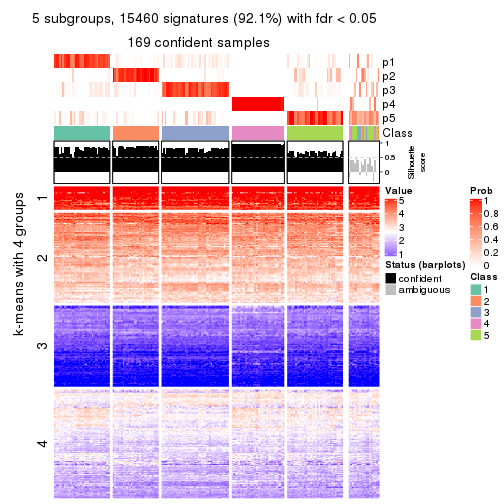 5 subgroups, 15460 signatures (92.1%) with fdr < 0.05
169 confident samples
p1
p2
p3
p4
p5
Class
1
0.5
0
Silhouette
score
k-means with 4 groups
1
2
3
4
Value
5
4
3
2
1
Status (barplots)
confident
ambiguous
Prob
1
0.8
0.6
0.4
0.2
0
Class
1
2
3
4
5